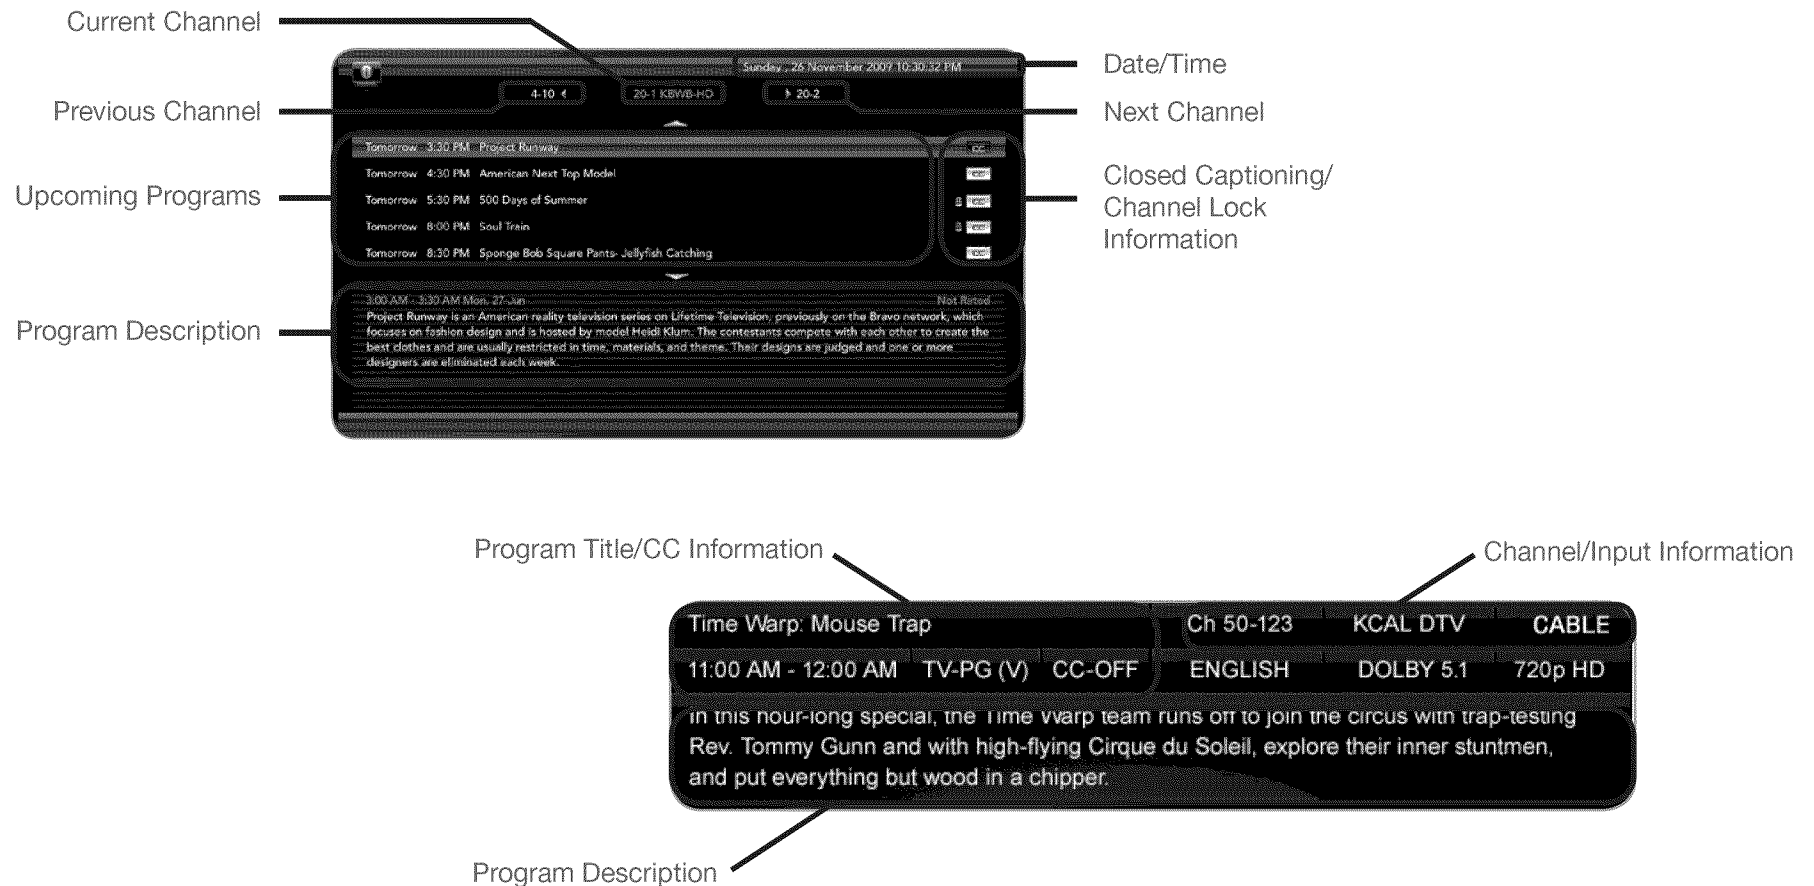 Current Channel
Sunday , 26 November 2009 10:30:32 PM
Date/Time
4-10
20-1 KBWB-HD
20-2
Previous Channel
Next Channel
Tomorrow 3:30 PM Project Runway CC
Tomorrow 4:30 PM American Next Top Model CC
Closed Captioning/
Channel Lock
Information
Upcoming Programs
Tomorrow 5:30 PM 500 Days of Summer CC
Tomorrow 8:00 PM Soul Train CC
Tomorrow 8:30 PM Sponge Bob Square Pants- Jellyfish Catching CC
3:00 AM - 3:30 AM Mon, 27-Jun Not Rated
Program Description
Project Runway is an American reality television series on Lifetime Television, previously on the Bravo network, which
focuses on fashion design and is hosted by model Heidi Klum. The contestants compete with each other to create the
best clothes and are usually restricted in time, materials, and theme. Their designs are judged and one or more
designers are eliminated each week.
Program Title/CC Information
Channel/Input Information
Time Warp: Mouse Trap Ch 50-123 KCAL DTV CABLE
11:00 AM - 12:00 AM TV-PG (V) CC-OFF ENGLISH DOLBY 5.1 720p HD
In this hour-long special, the Time Warp team runs off to join the circus with trap-testing
Rev. Tommy Gunn and with high-flying Cirque du Soleil, explore their inner stuntmen,
and put everything but wood in a chipper.
Program Description